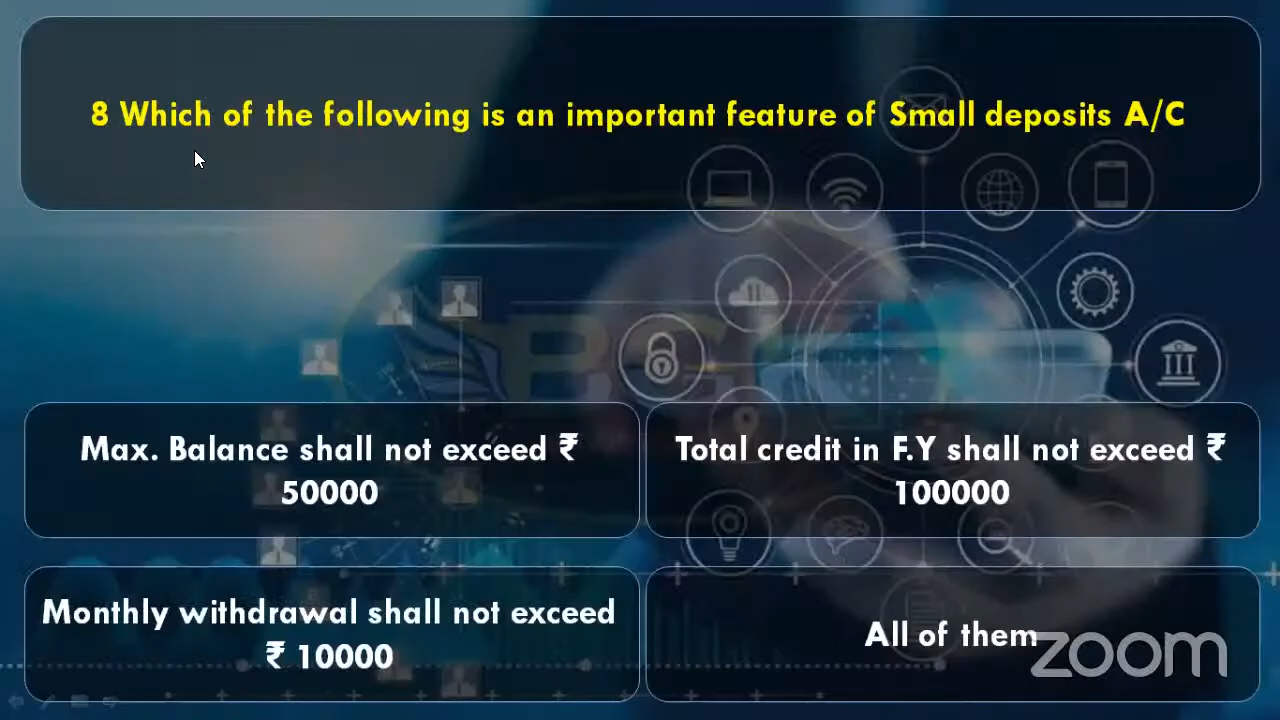 8 Which of the following is an important feature of Small deposits A/C
Max. Balance shall not exceed ₹
50000
Total credit in F.Y shall not exceed ₹
100000
Monthly withdrawal shall not exceed
₹ 10000
All of them
zoom